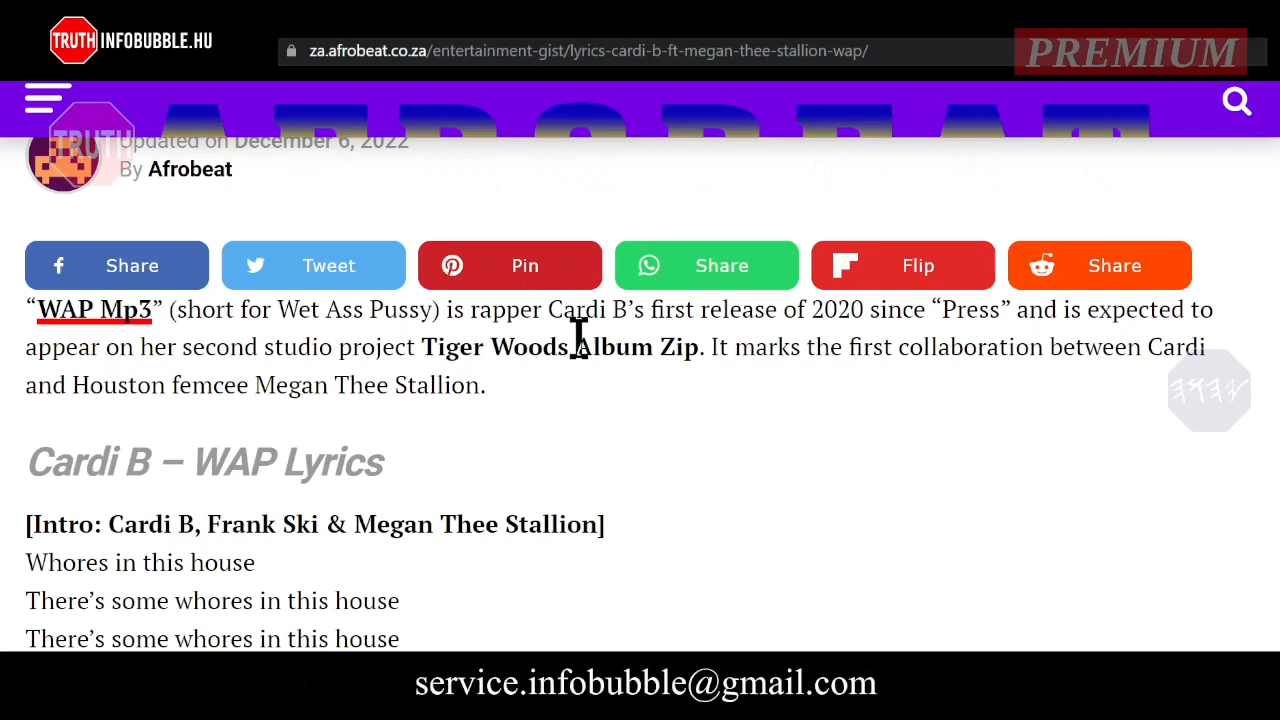 TRUTH INFOBUBBLE.HU
za.afrobeat.co.za/entertainment-gist/lyrics-cardi-b-ft-megan-thee-stallion-wap/
PREMIUM
AFROBEAT
TRUTH
Updated on December 6, 2022
By Afrobeat
Share
Tweet
Pin
Share
Flip
Share
“WAP Mp3” (short for Wet Ass Pussy) is rapper Cardi B’s first release of 2020 since “Press” and is expected to
appear on her second studio project Tiger Woods Album Zip. It marks the first collaboration between Cardi
and Houston femcee Megan Thee Stallion.
Cardi B – WAP Lyrics
[Intro: Cardi B, Frank Ski & Megan Thee Stallion]
Whores in this house
There’s some whores in this house
There’s some whores in this house
service.infobubble@gmail.com